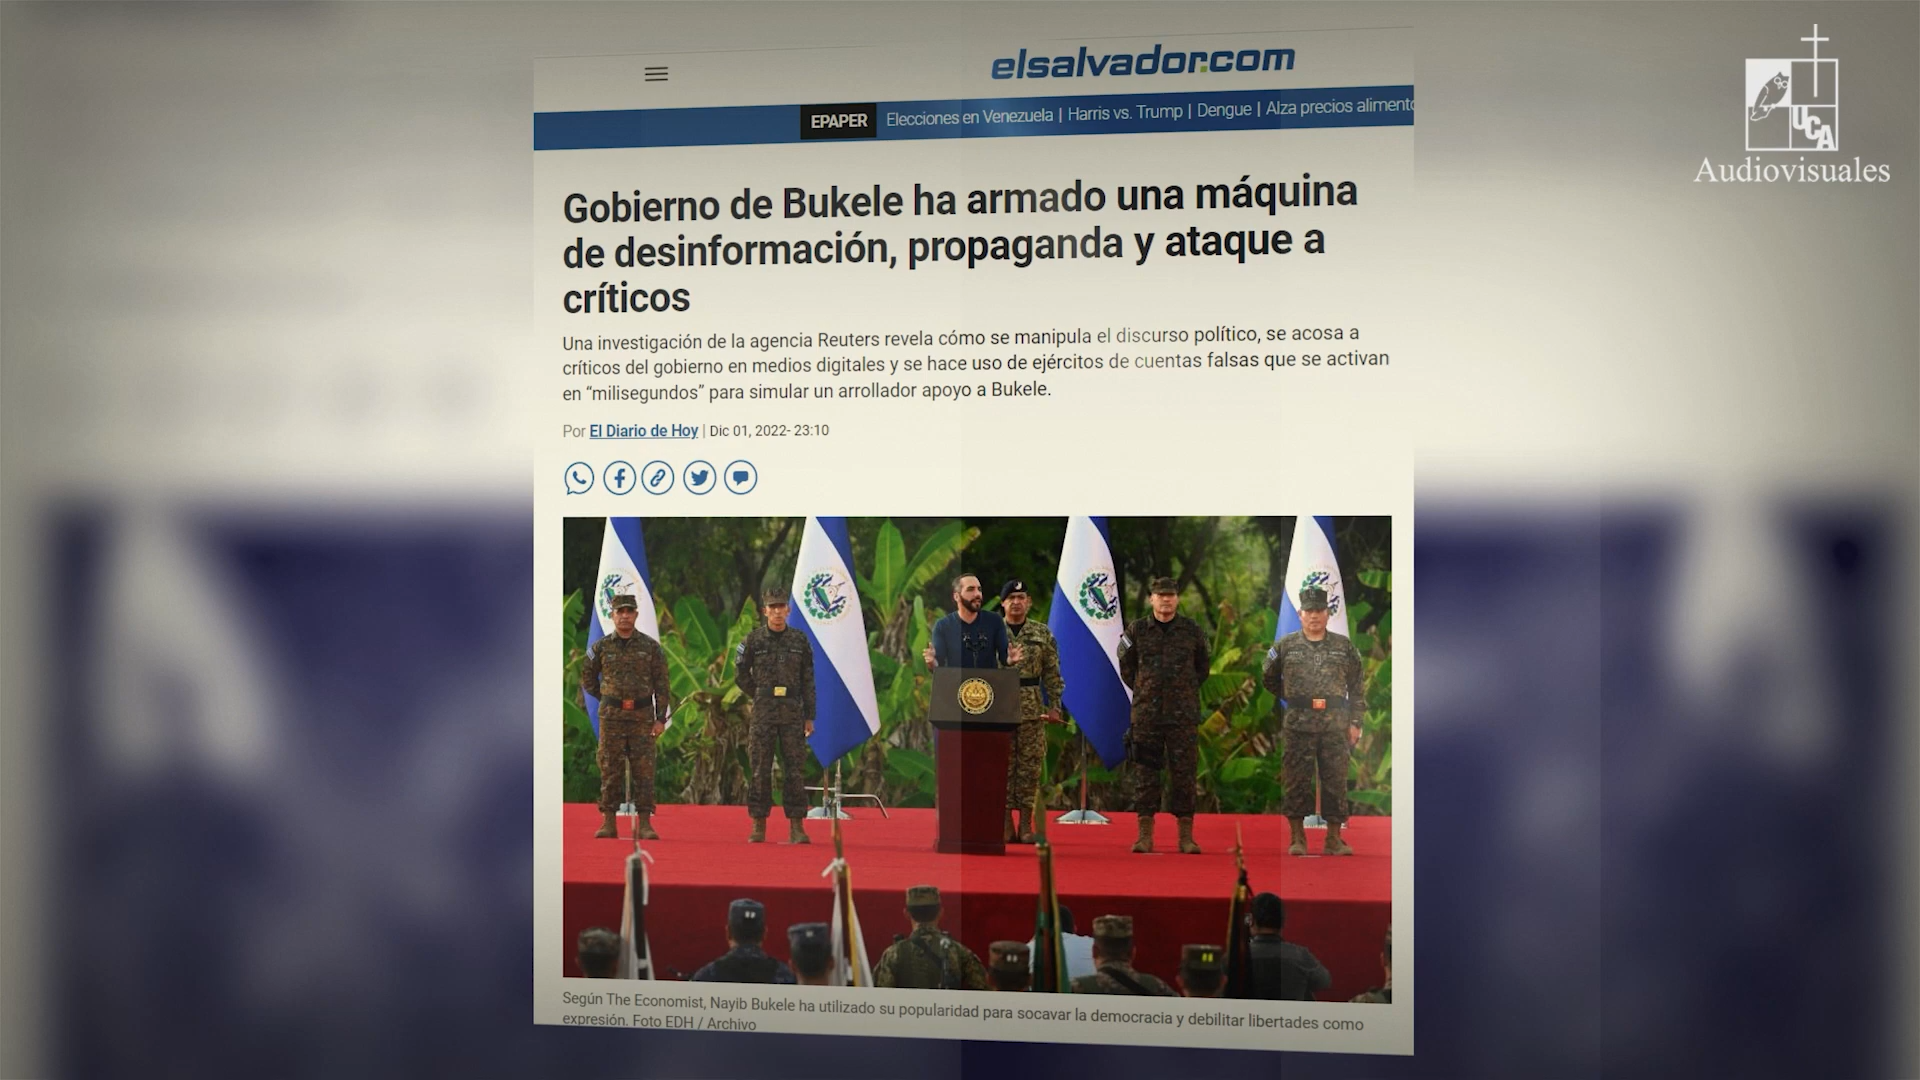 elsalvador.com
EPAPER Elecciones en Venezuela | Harris vs. Trump | Dengue | Alza precios
UCA
Audiovisuales
Gobierno de Bukele ha armado una máquina
de desinformación, propaganda y ataque a
críticos
Una investigación de la agencia Reuters revela cómo se manipula el discurso político, se acosa a
críticos del gobierno en medios digitales y se hace uso de ejércitos de cuentas falsas que se activan
en “milisegundos” para simular un arrollador apoyo a Bukele.
Por El Diario de Hoy | Dic 01, 2022- 23:10
Según The Economist, Nayib Bukele ha utilizado su popularidad para socavar la democracia y debilitar libertades como
expresión. Foto EDH / Archivo